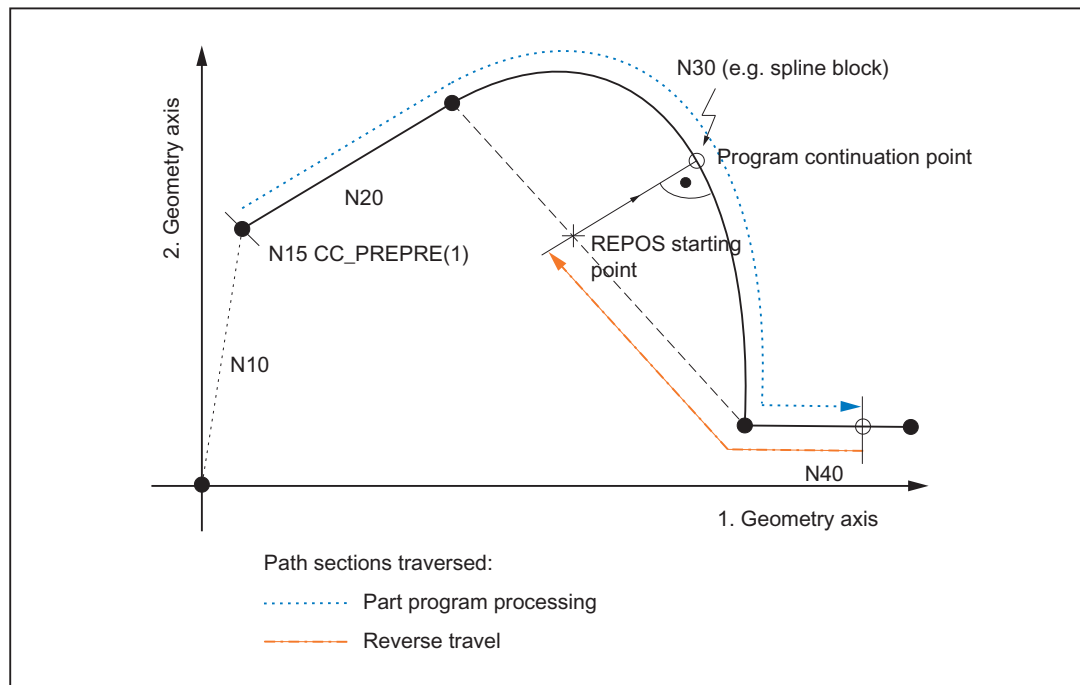 N30 (e.g. spline block)
Program continuation point
2. Geometry axis
N20
REPOS starting
point
N15 CC_PREPRE(1)
N10
N40
1. Geometry axis
Path sections traversed:
Part program processing
Reverse travel